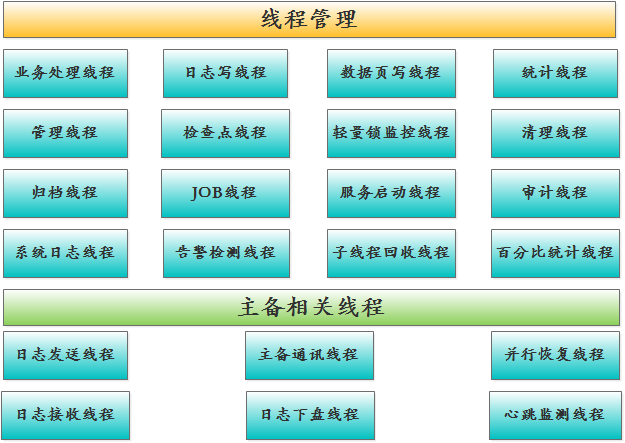 线程管理
业务处理线程 日志写线程 数据页写线程 统计线程
管理线程 检查点线程 轻量锁监控线程 清理线程
归档线程 JOB线程 服务启动线程 审计线程
系统日志线程 告警检测线程 子线程回收线程 百分比统计线程
主备相关线程
日志发送线程 主备通讯线程 并行恢复线程
日志接收线程 日志下盘线程 心跳监测线程